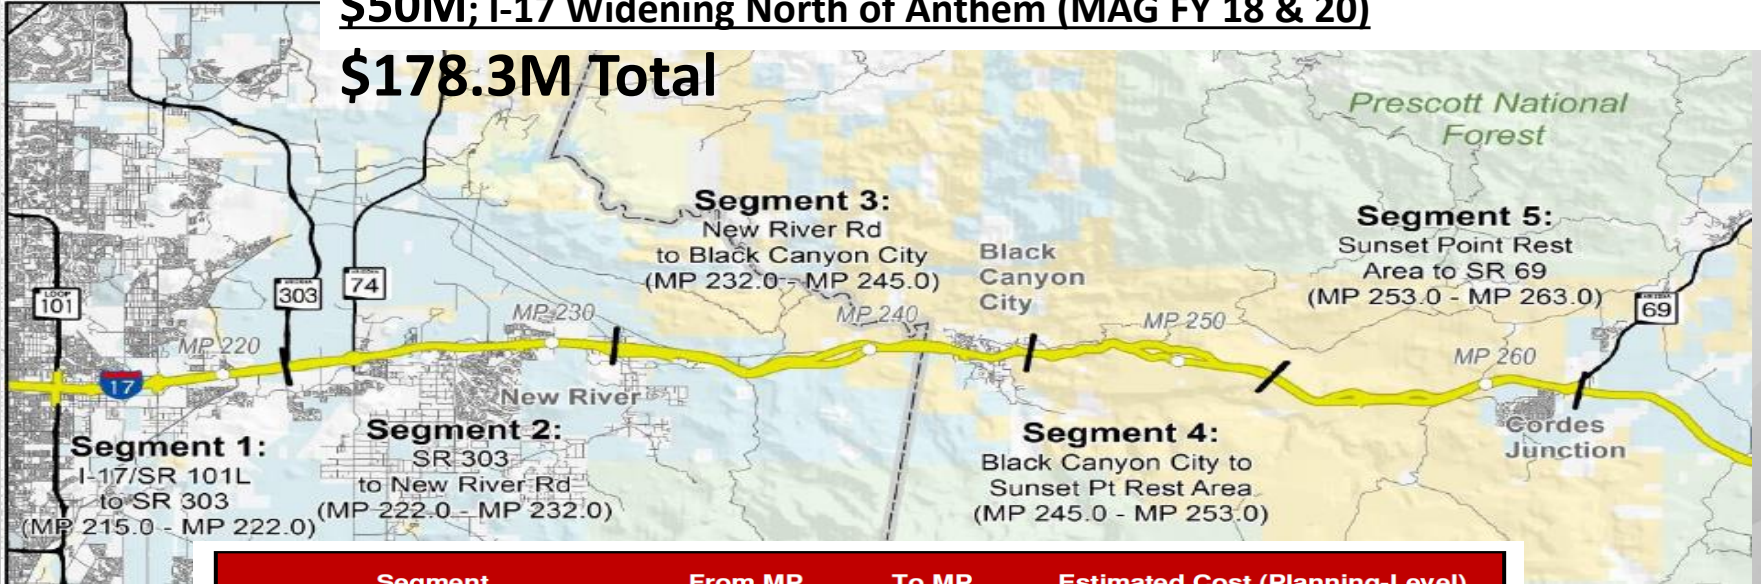 $50M; I-17 Widening North of Anthem (MAG FY 18 & 20)
$178.3M Total
Prescott National
Forest
Segment 3:
New River Rd
to Black Canyon City
(MP 232.0 - MP 245.0)
Black
Canyon
City
Segment 5:
Sunset Point Rest
Area to SR 69
(MP 253.0 - MP 263.0)
LOOP
101
303
74
69
MP 220
MP 230
MP 240
MP 250
MP 260
17
New River
Cordes
Junction
Segment 1:
I-17/SR 101L
to SR 303
(MP 215.0 - MP 222.0)
Segment 2:
SR 303
to New River Rd
(MP 222.0 - MP 232.0)
Segment 4:
Black Canyon City to
Sunset Pt Rest Area
(MP 245.0 - MP 253.0)
Segment From MP To MP Estimated Cost (Planning-Level)